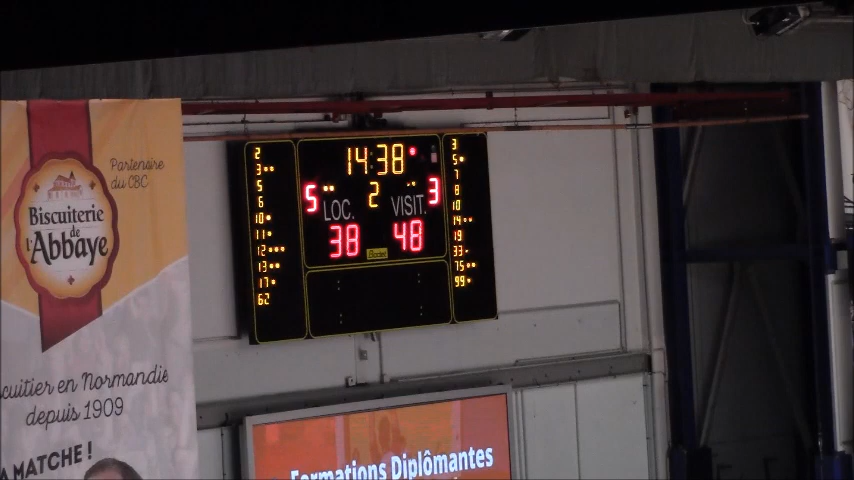 Partenaire
du CBC
Biscuiterie
de
l'Abbaye
cuitier en Normandie
depuis 1909
A MATCHE !
2
3
5
6
10
11
12
13
17
62
14:38
5 2 3
LOC. VISIT.
38 48
Bodet
3
5
7
8
10
14
19
33
75
99
Formations Diplômantes